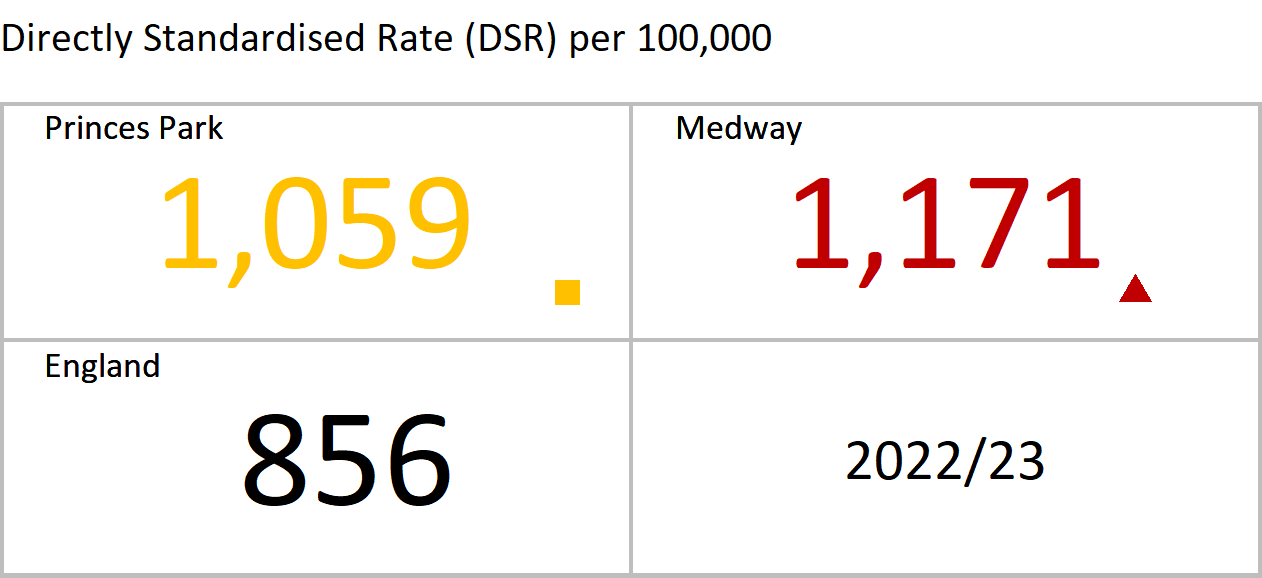 Directly Standardised Rate (DSR) per 100,000
Princes Park
1,059
Medway
1,171
England
856
2022/23